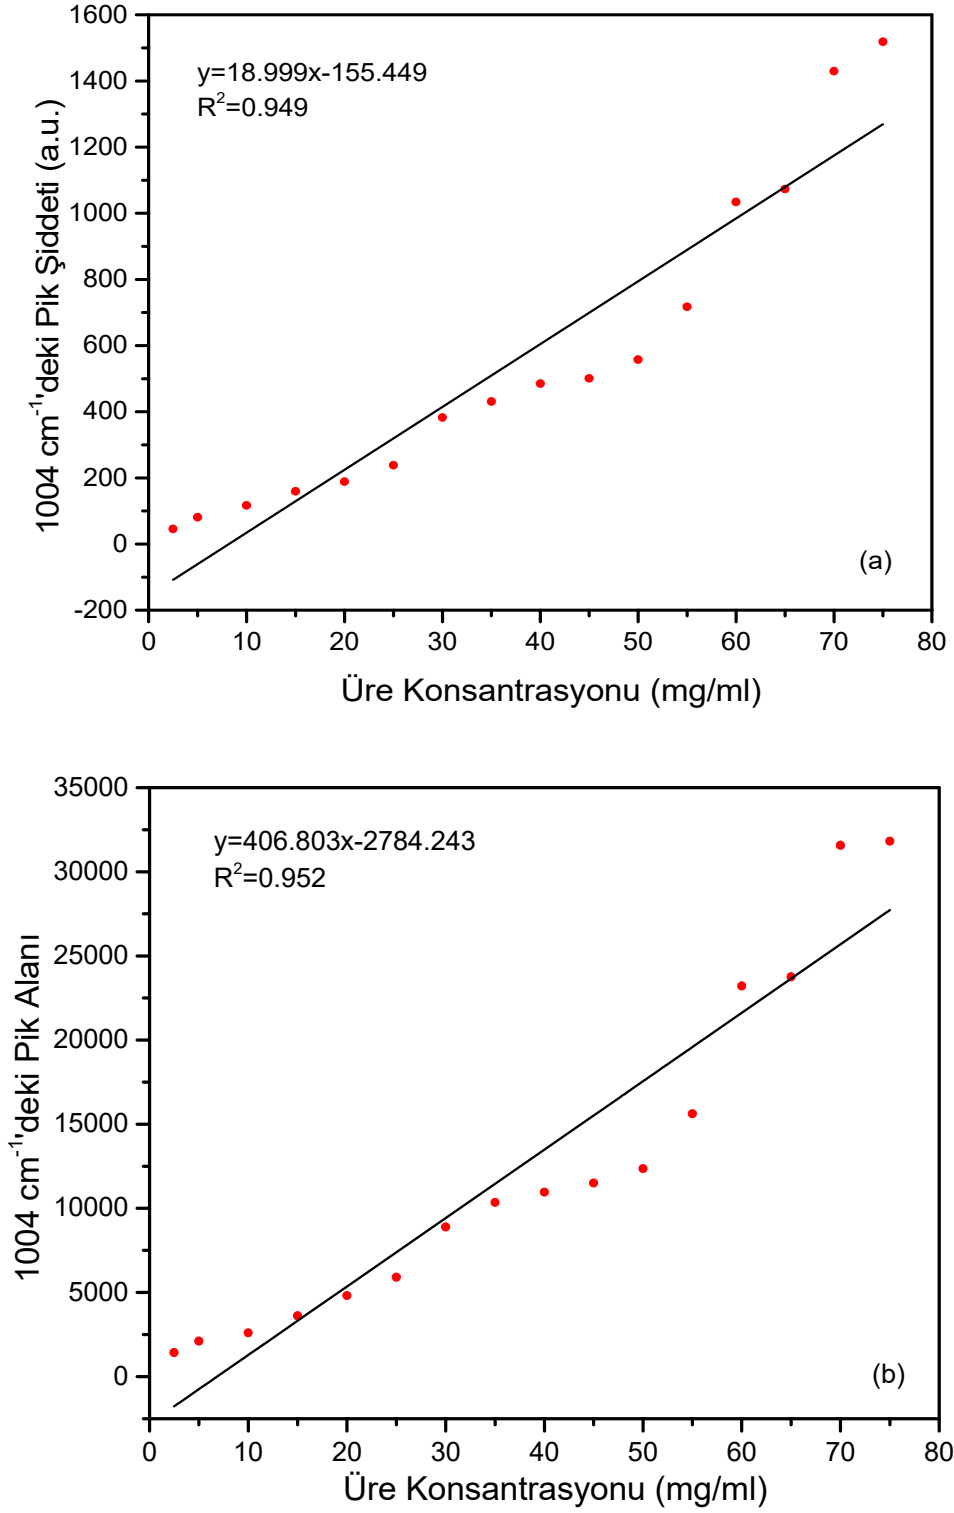 1600
1400
1200
1000
800
600
400
200
0
-200
1004 cm⁻¹'deki Pik Şiddeti (a.u.)
y=18.999x-155.449
R²=0.949
(a)
0 10 20 30 40 50 60 70 80
Üre Konsantrasyonu (mg/ml)
35000
30000
25000
20000
15000
10000
5000
0
1004 cm⁻¹'deki Pik Alanı
y=406.803x-2784.243
R²=0.952
(b)
0 10 20 30 40 50 60 70 80
Üre Konsantrasyonu (mg/ml)